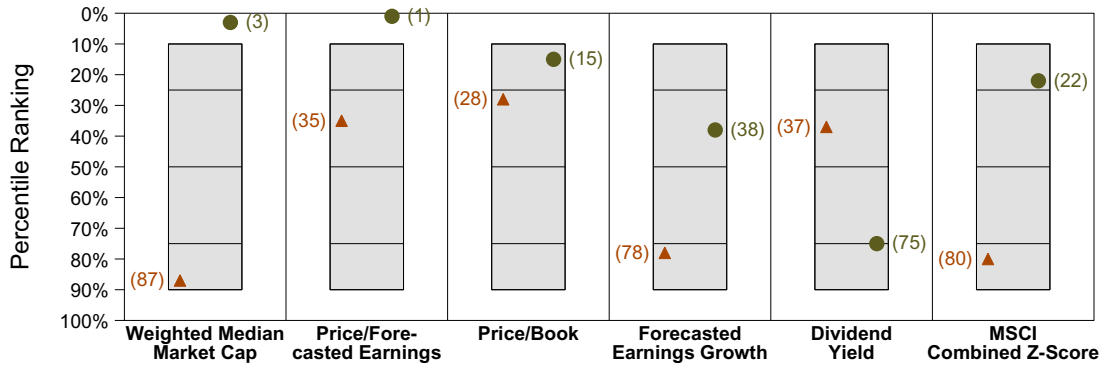 Percentile Ranking
0%
10%
20%
30%
40%
50%
60%
70%
80%
90%
100%
(3)
(87)
(1)
(35)
(15)
(28)
(38)
(78)
(37)
(75)
(22)
(80)
Weighted Median
Market Cap
Price/Fore-
casted Earnings
Price/Book
Forecasted
Earnings Growth
Dividend
Yield
MSCI
Combined Z-Score